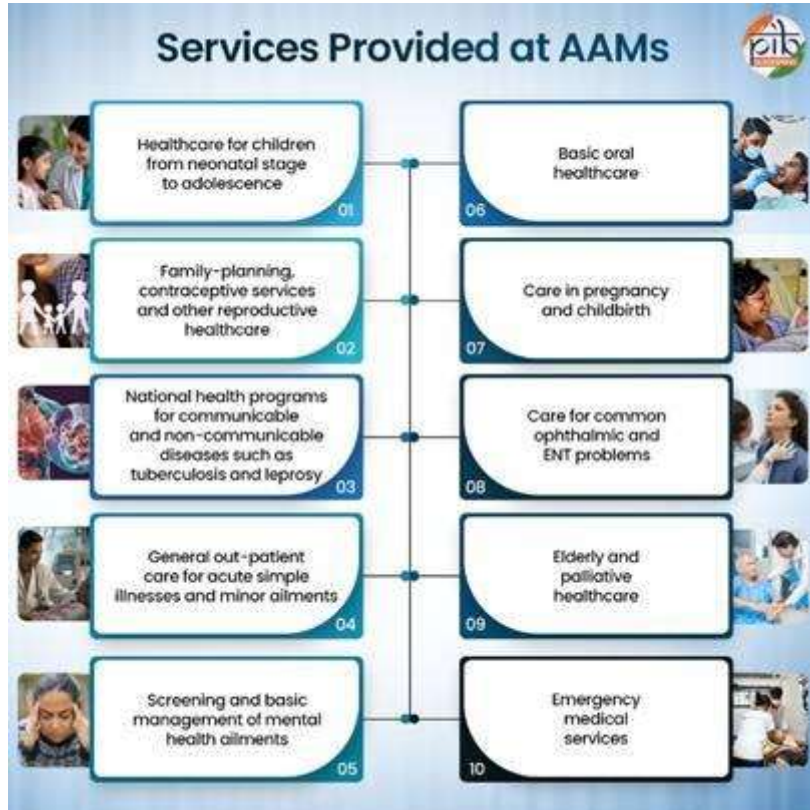 Services Provided at AAMs
pib
Healthcare for children
from neonatal stage
to adolescence
01
Family-planning,
contraceptive services
and other reproductive
healthcare
02
National health programs
for communicable
and non-communicable
diseases such as
tuberculosis and leprosy
03
General out-patient
care for acute simple
illnesses and minor ailments
04
Screening and basic
management of mental
health ailments
05
Basic oral
healthcare
06
Care in pregnancy
and childbirth
07
Care for common
ophthalmic and
ENT problems
08
Elderly and
palliative
healthcare
09
Emergency
medical
services
10